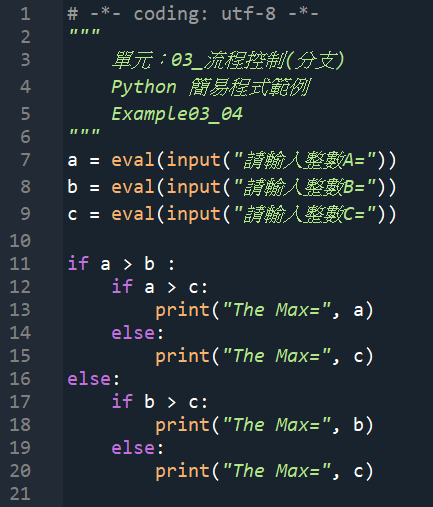 1 # -*- coding: utf-8 -*-
2 """
3     單元：03_流程控制(分支)
4     Python 簡易程式範例
5     Example03_04
6 """
7 a = eval(input("請輸入整數A="))
8 b = eval(input("請輸入整數B="))
9 c = eval(input("請輸入整數C="))
10
11 if a > b :
12     if a > c:
13         print("The Max=", a)
14     else:
15         print("The Max=", c)
16 else:
17     if b > c:
18         print("The Max=", b)
19     else:
20         print("The Max=", c)
21